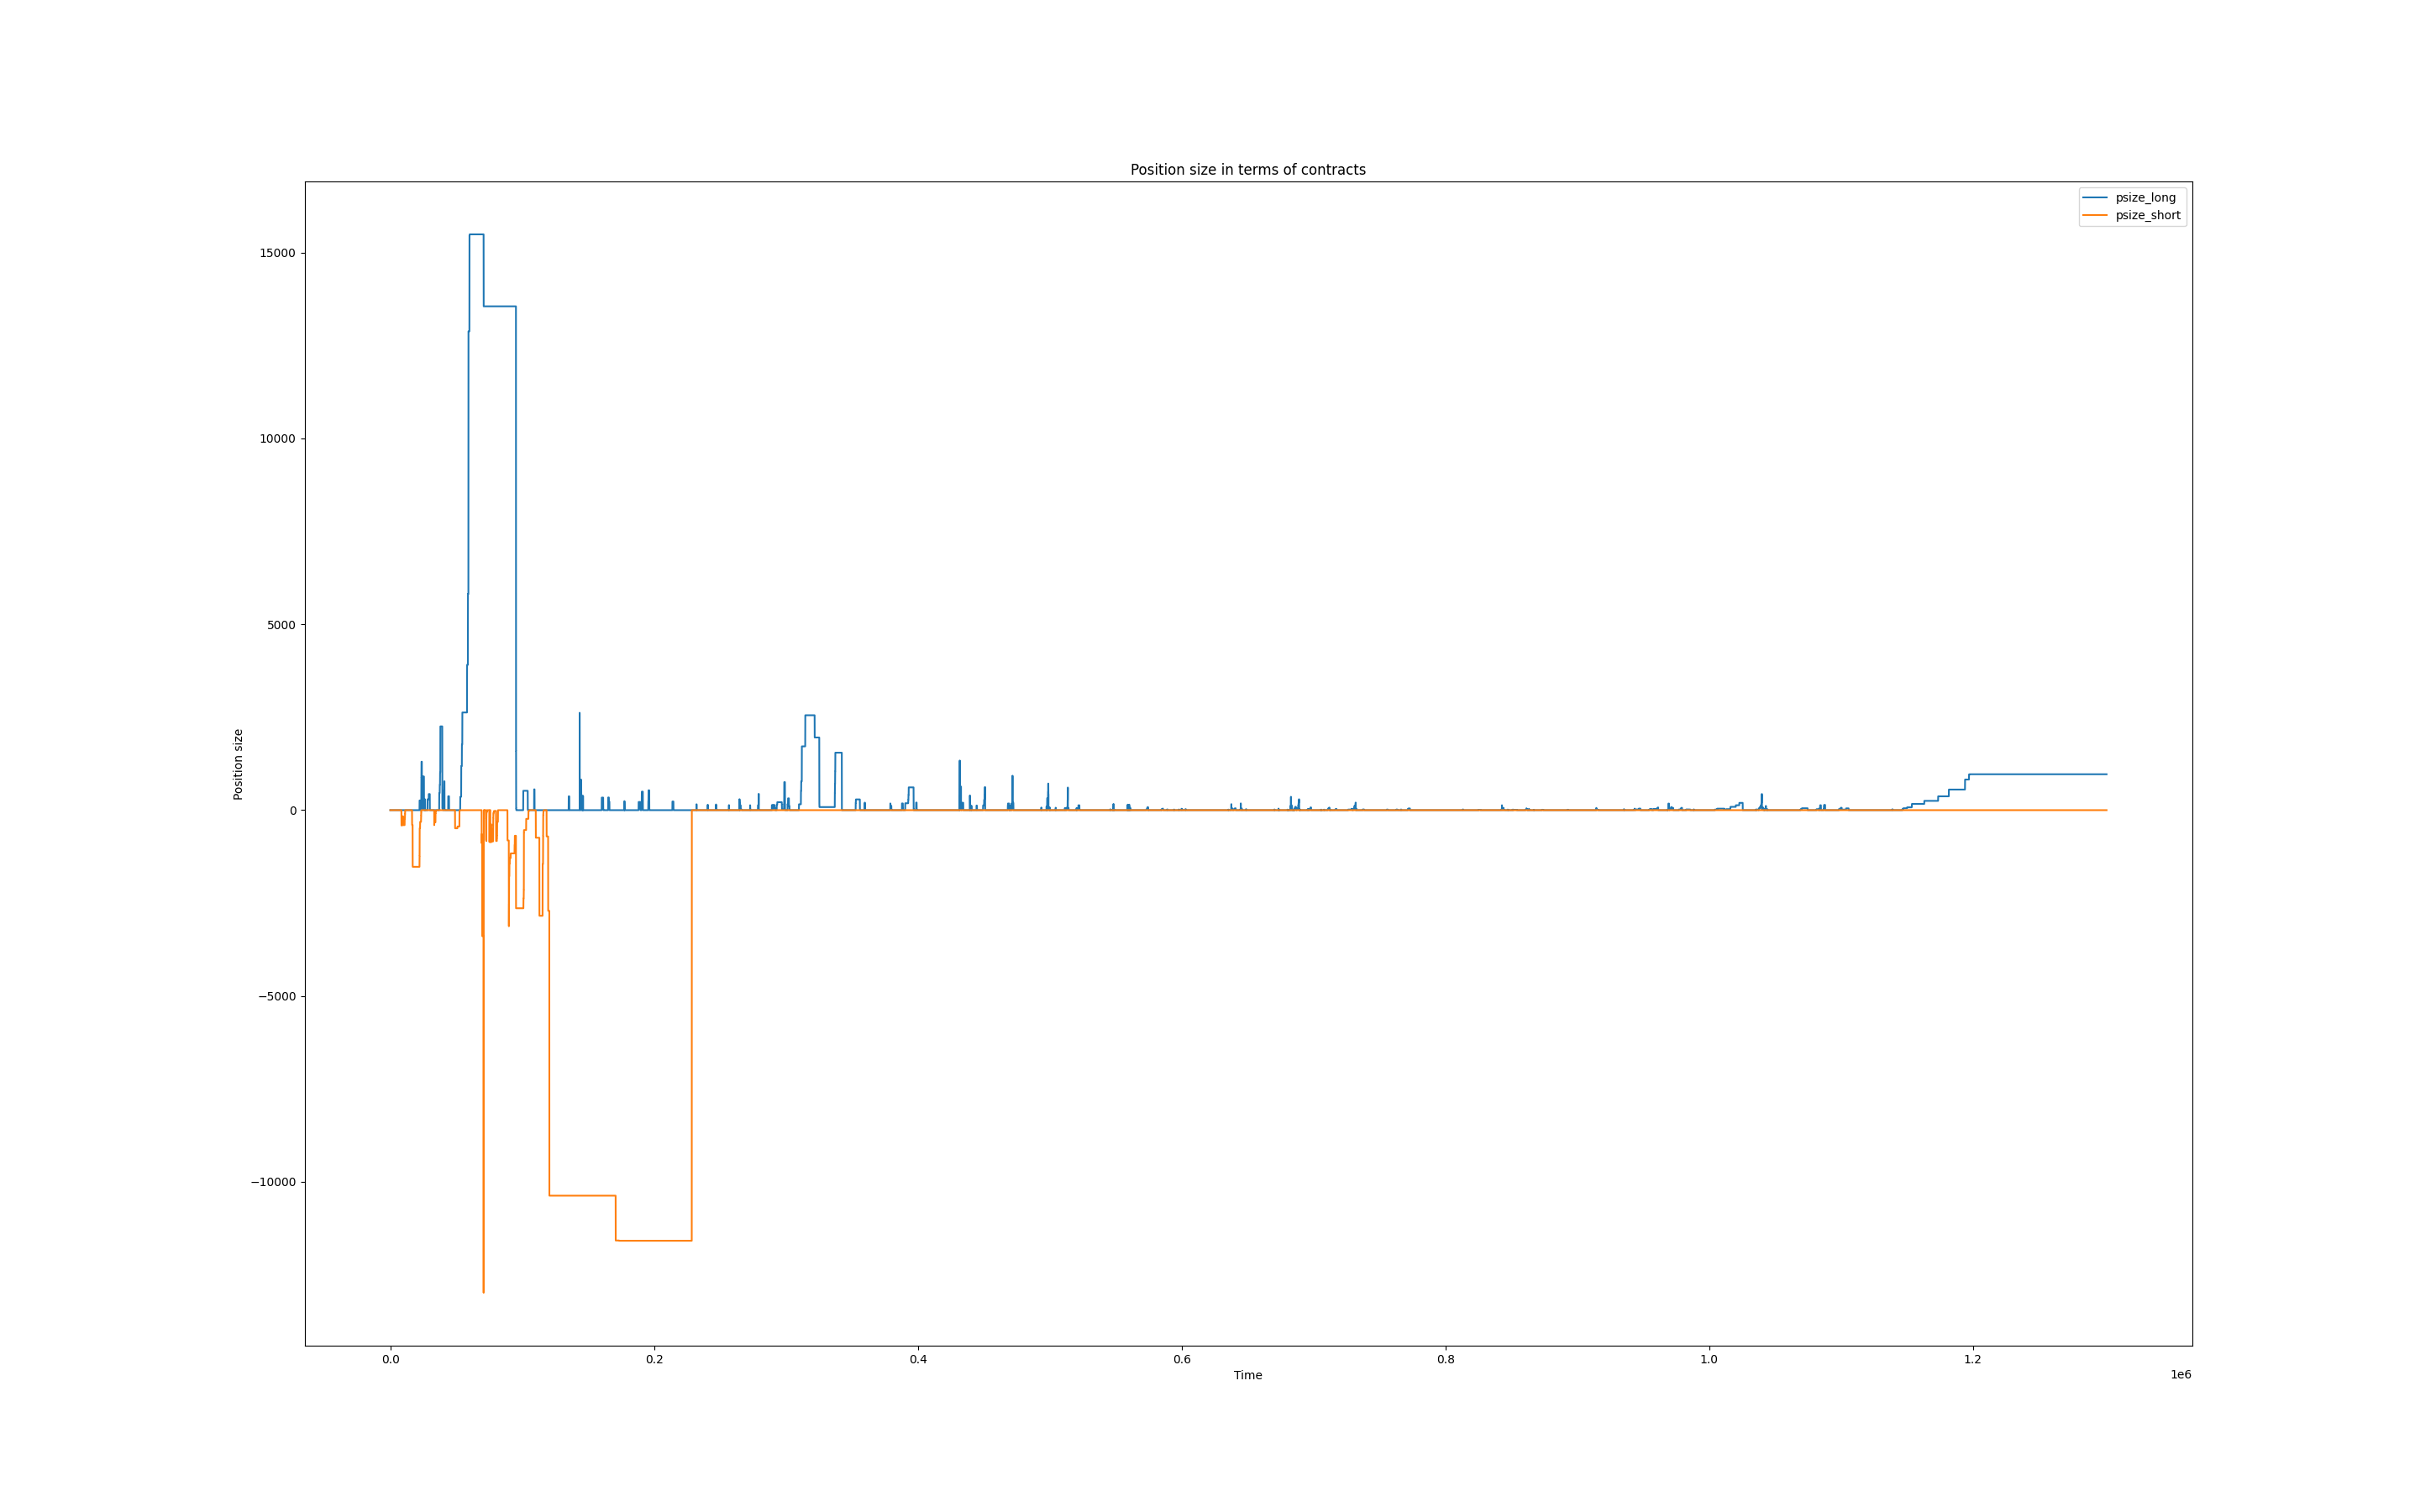 Position size in terms of contracts
psize_long
psize_short
15000
10000
5000
0
−5000
−10000
Position size
0.0 0.2 0.4 0.6 0.8 1.0 1.2
Time
1e6